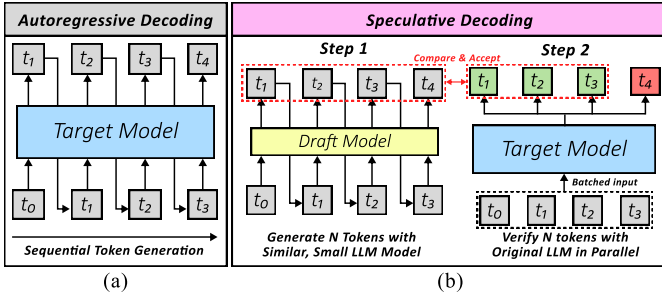 Autoregressive Decoding
t₁ t₂ t₃ t₄
Target Model
t₀ t₁ t₂ t₃
Sequential Token Generation
(a)
Speculative Decoding
Step 1
t₁ t₂ t₃ t₄
Draft Model
t₀ t₁ t₂ t₃
Generate N Tokens with
Similar, Small LLM Model
Compare & Accept
Step 2
t₁ t₂ t₃ t₄
Target Model
Batched input
t₀ t₁ t₂ t₃
Verify N tokens with
Original LLM in Parallel
(b)